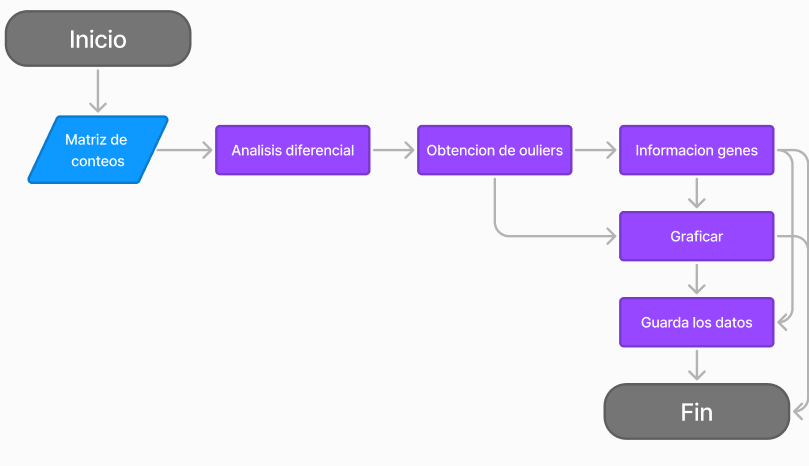 Inicio
Matriz de
conteos
Analisis diferencial
Obtencion de ouliers
Informacion genes
Graficar
Guarda los datos
Fin